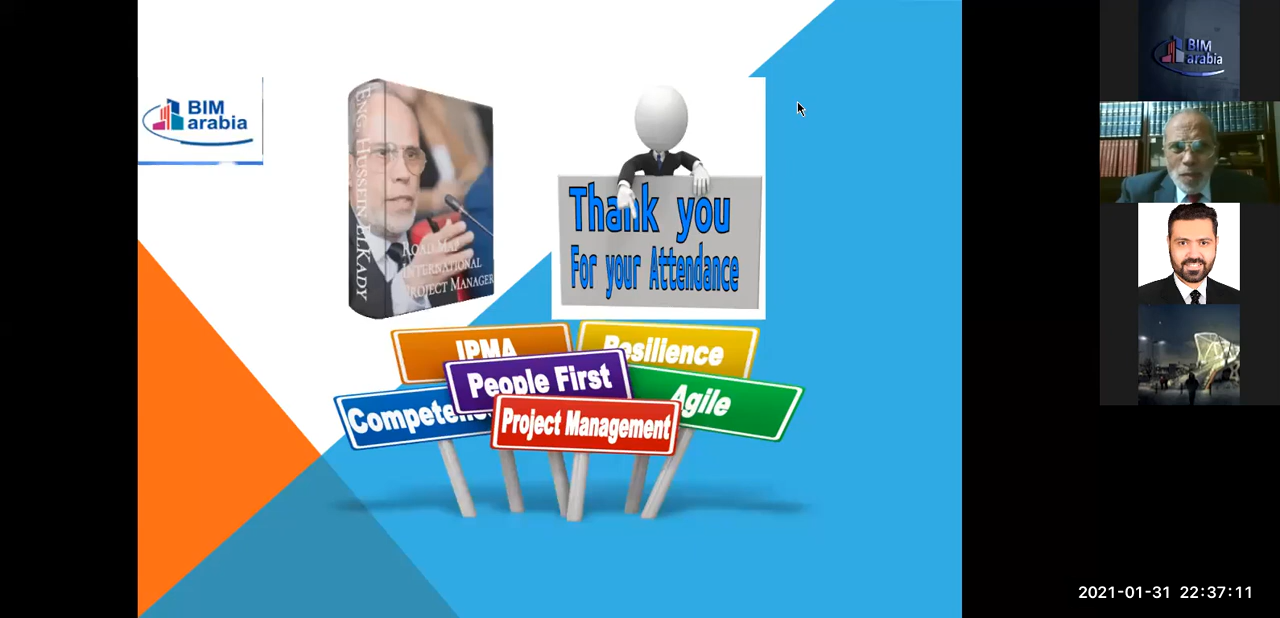 BIM
arabia
ENG. HUSSEIN ELKADY
ROAD MAP
INTERNATIONAL
PROJECT MANAGER
Thank you
For your Attendance
IPMA
Resilience
People First
Agile
Project Management
BIM
arabia
2021-01-31 22:37:11